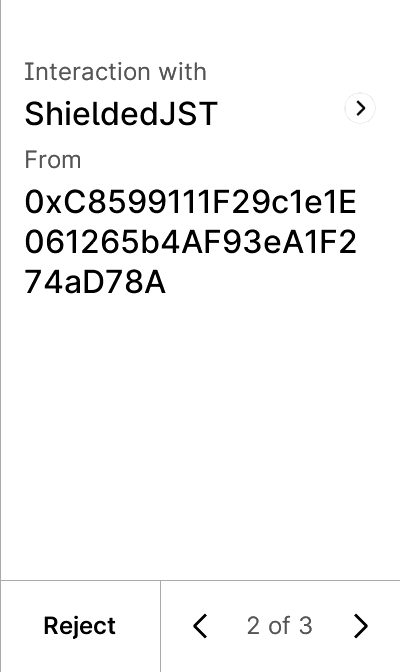 Interaction with
ShieldedJST
From
0xC8599111F29c1e1E
061265b4AF93eA1F2
74aD78A
Reject
2 of 3